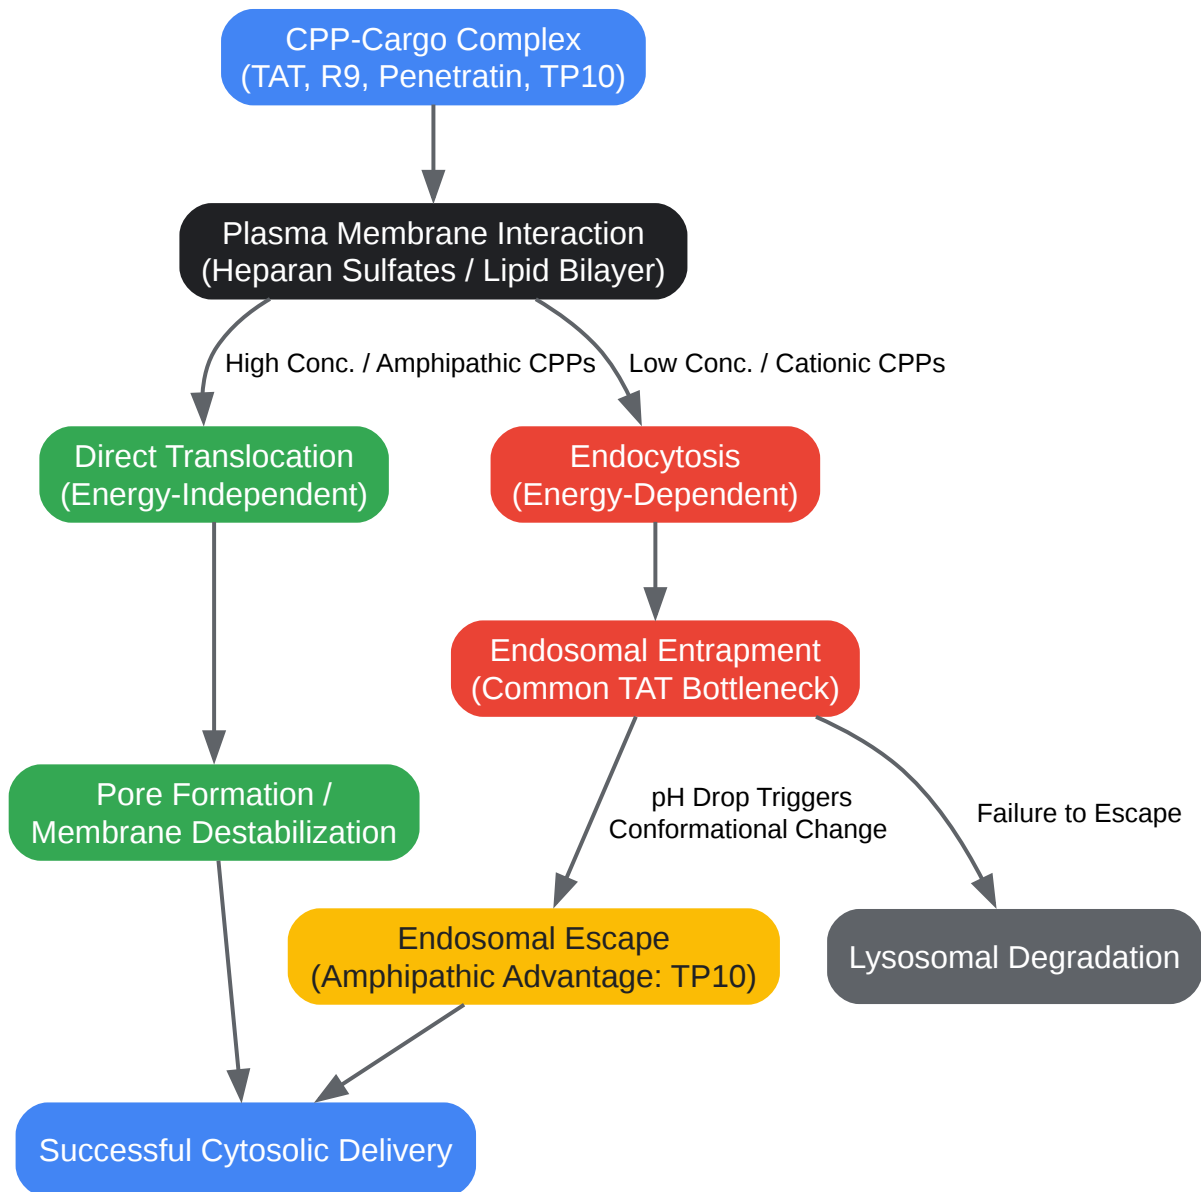 CPP-Cargo Complex
(TAT, R9, Penetratin, TP10)
Plasma Membrane Interaction
(Heparan Sulfates / Lipid Bilayer)
High Conc. / Amphipathic CPPs
Low Conc. / Cationic CPPs
Direct Translocation
(Energy-Independent)
Endocytosis
(Energy-Dependent)
Endosomal Entrapment
(Common TAT Bottleneck)
Pore Formation /
Membrane Destabilization
pH Drop Triggers
Conformational Change
Failure to Escape
Endosomal Escape
(Amphipathic Advantage: TP10)
Lysosomal Degradation
Successful Cytosolic Delivery